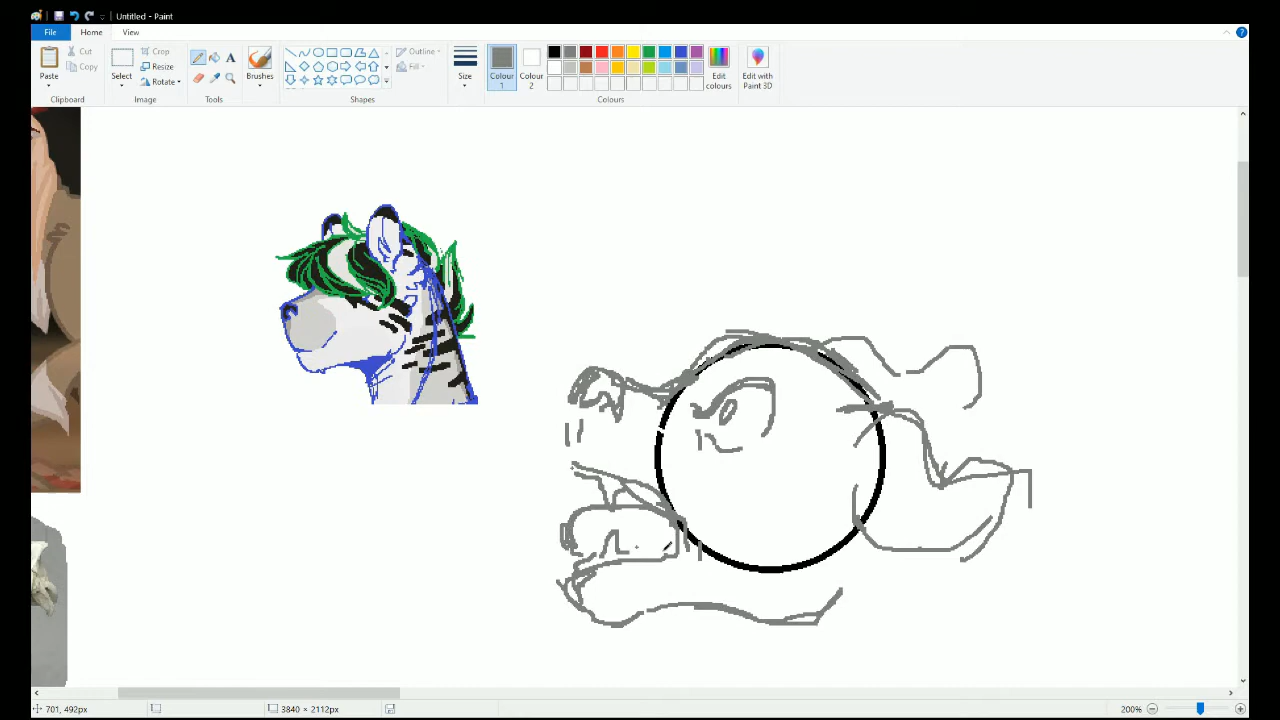 Untitled - Paint
File
Home
View
Paste
Cut
Copy
Clipboard
Select
Crop
Resize
Rotate
Image
Tools
Brushes
Shapes
Outline
Fill
Size
Colour
1
Colour
2
Edit
colours
Edit with
Paint 3D
Colours
701, 492px
3840 × 2112px
200%